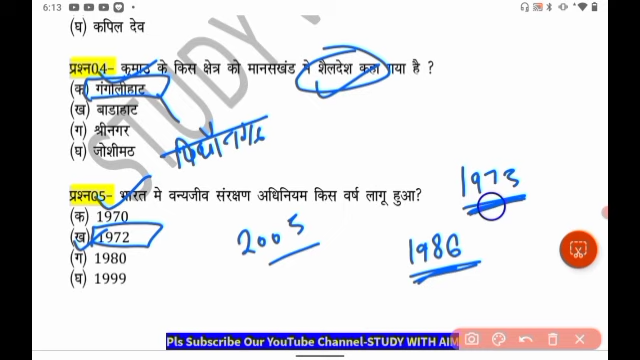 6:13
(घ) कपिल देव
प्रश्न04- कुमाऊ के किस क्षेत्र को मानसखंड मे शैलदेश कहा गया है ?
(क) गंगोलीहाट
(ख) बाडाहाट
(ग) श्रीनगर
(घ) जोशीमठ
पिथौरागढ़
प्रश्न05- भारत मे वन्यजीव संरक्षण अधिनियम किस वर्ष लागू हुआ?
1973
(क) 1970
(ख) 1972
2005
1986
(ग) 1980
(घ) 1999
STUDY
Pls Subscribe Our YouTube Channel-STUDY WITH AIM